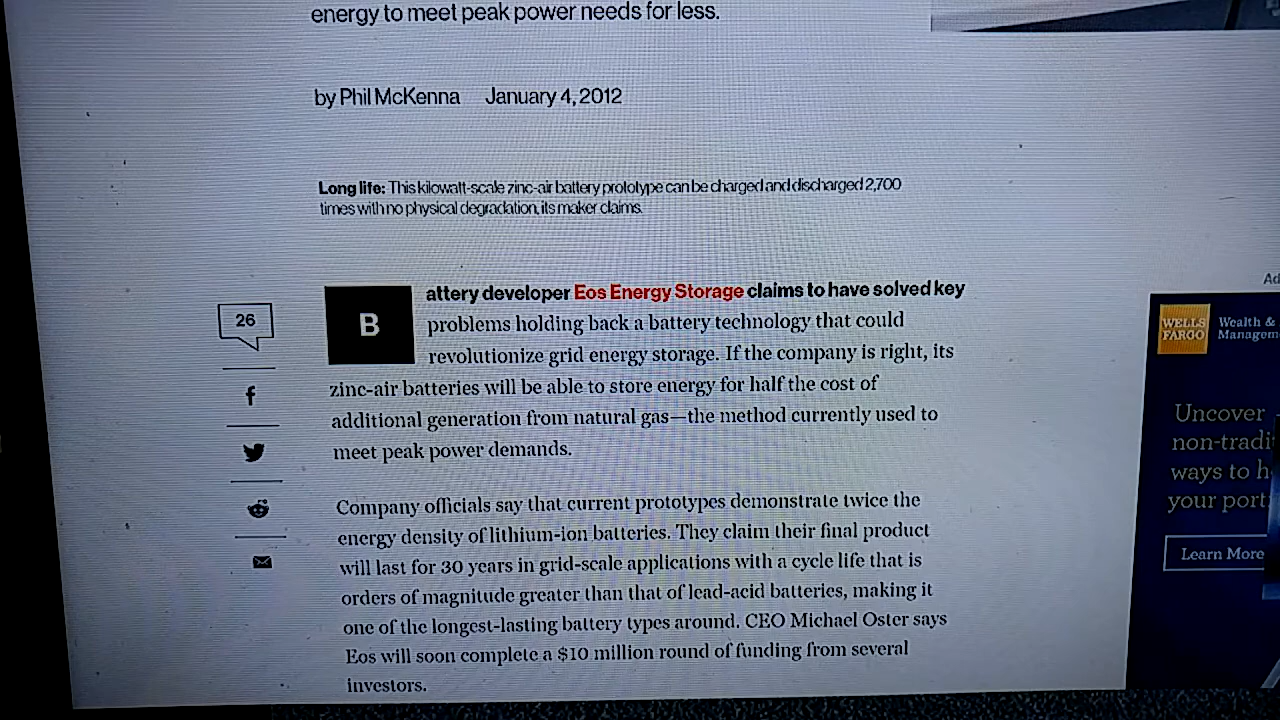 energy to meet peak power needs for less.
by Phil McKenna January 4, 2012
Long life: This kilowatt-scale zinc-air battery prototype can be charged and discharged 2,700
times with no physical degradation, its maker claims.
26
Battery developer Eos Energy Storage claims to have solved key
problems holding back a battery technology that could
revolutionize grid energy storage. If the company is right, its
zinc-air batteries will be able to store energy for half the cost of
additional generation from natural gas—the method currently used to
meet peak power demands.
Company officials say that current prototypes demonstrate twice the
energy density of lithium-ion batteries. They claim their final product
will last for 30 years in grid-scale applications with a cycle life that is
orders of magnitude greater than that of lead-acid batteries, making it
one of the longest-lasting battery types around. CEO Michael Oster says
Eos will soon complete a $10 million round of funding from several
investors.
Ad
WELLS
FARGO
Wealth &
Managem
Uncover
non-tradi
ways to h
your port
Learn More